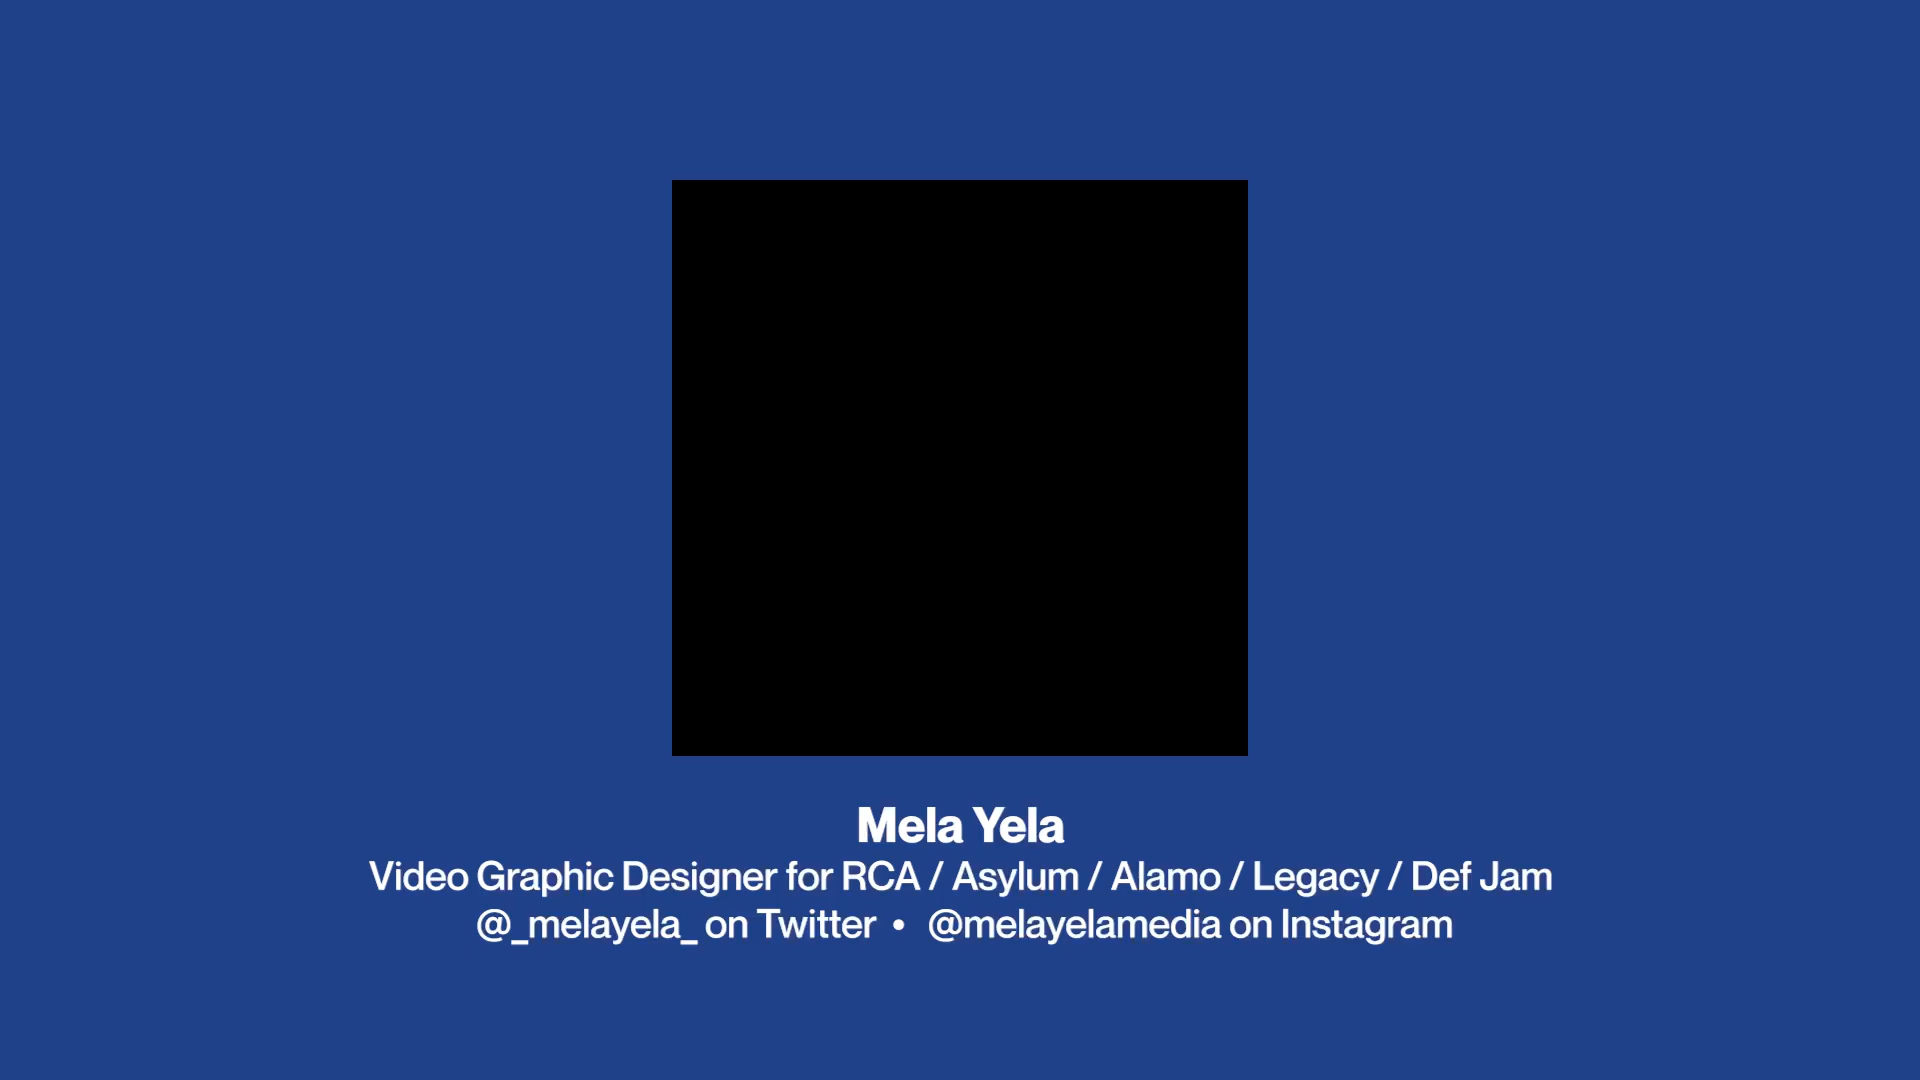 Mela Yela
Video Graphic Designer for RCA / Asylum / Alamo / Legacy / Def Jam
@_melayela_ on Twitter • @melayelamedia on Instagram